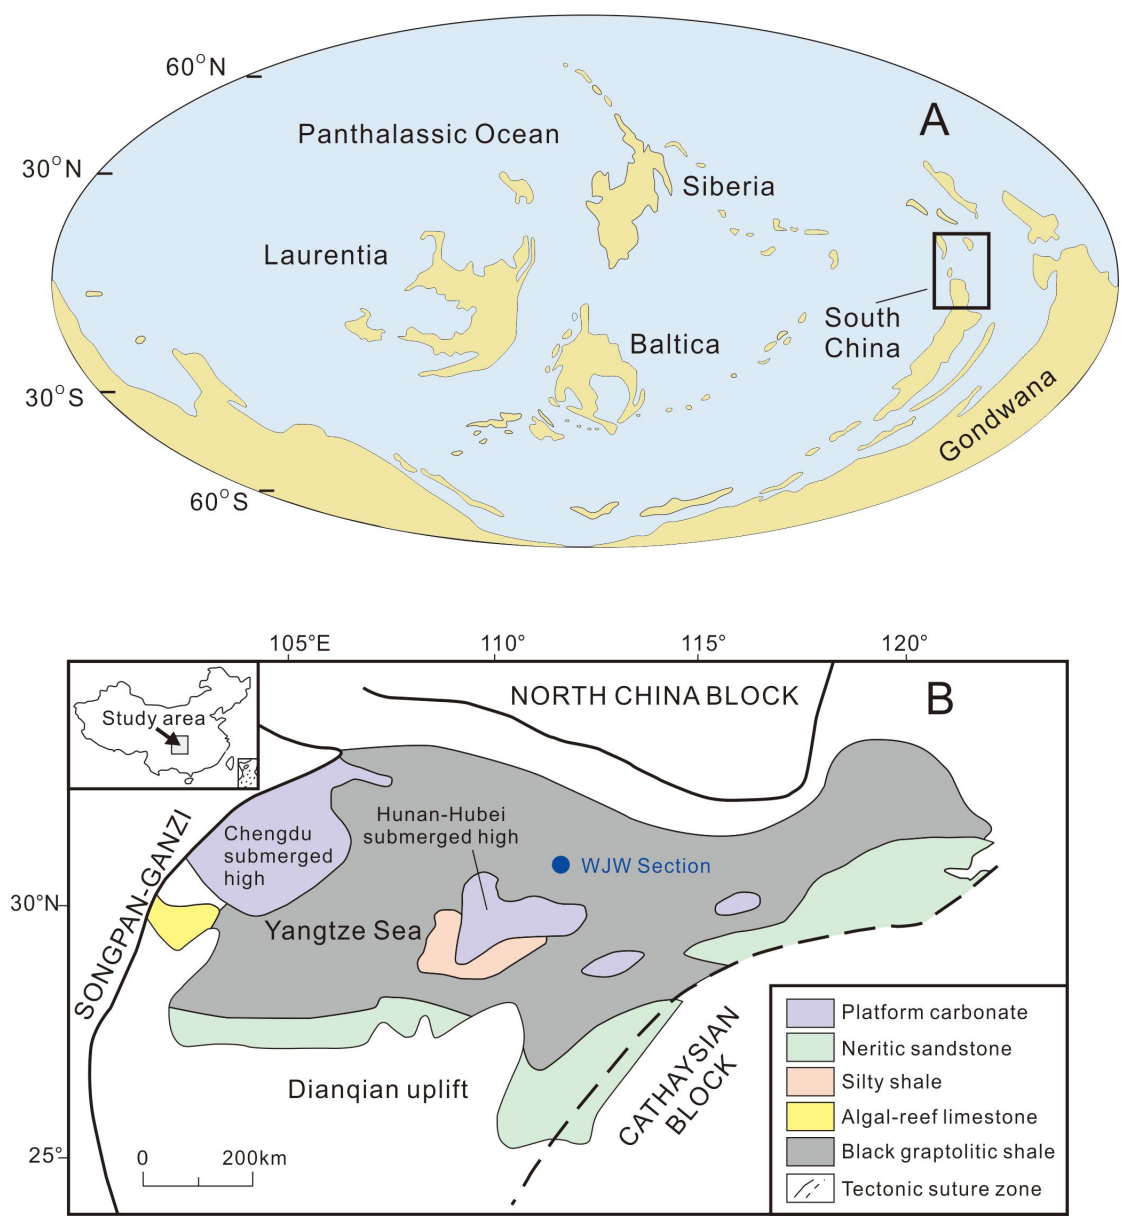 60°N
Panthalassic Ocean
A
30°N
Siberia
Laurentia
South
China
Baltica
30°S
Gondwana
60°S
105°E
110°
115°
120°
NORTH CHINA BLOCK
B
Study area
Hunan-Hubei
submerged high
Chengdu
submerged
high
WJW Section
SONGPAN-GANZI
30°N
Yangtze Sea
Dianqian uplift
CATHAYSIAN
BLOCK
25°
0
200km
Platform carbonate
Neritic sandstone
Silty shale
Algal-reef limestone
Black graptolitic shale
Tectonic suture zone